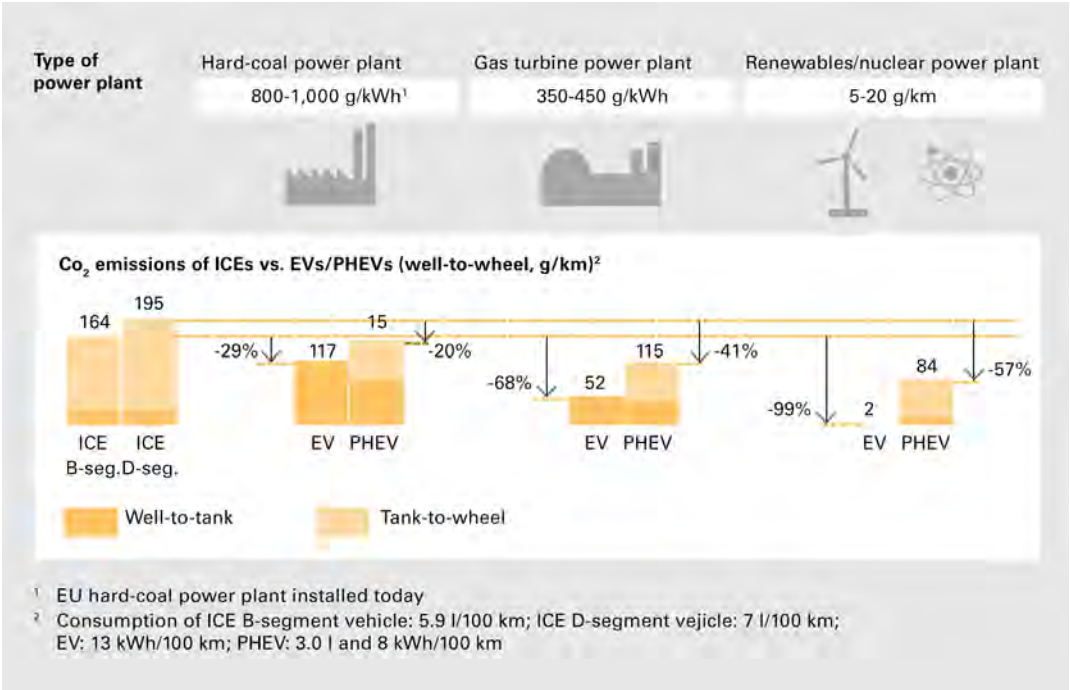 Type of
power plant
Hard-coal power plant
Gas turbine power plant
Renewables/nuclear power plant
800-1,000 g/kWh¹
350-450 g/kWh
5-20 g/km
Co₂ emissions of ICEs vs. EVs/PHEVs (well-to-wheel, g/km)²
164
195
-29%
117
15
-20%
-68%
52
115
-41%
-99%
2
84
-57%
ICE
B-seg.
ICE
D-seg.
EV
PHEV
EV
PHEV
EV
PHEV
Well-to-tank
Tank-to-wheel
¹ EU hard-coal power plant installed today
² Consumption of ICE B-segment vehicle: 5.9 l/100 km; ICE D-segment vejicle: 7 l/100 km;
EV: 13 kWh/100 km; PHEV: 3.0 l and 8 kWh/100 km